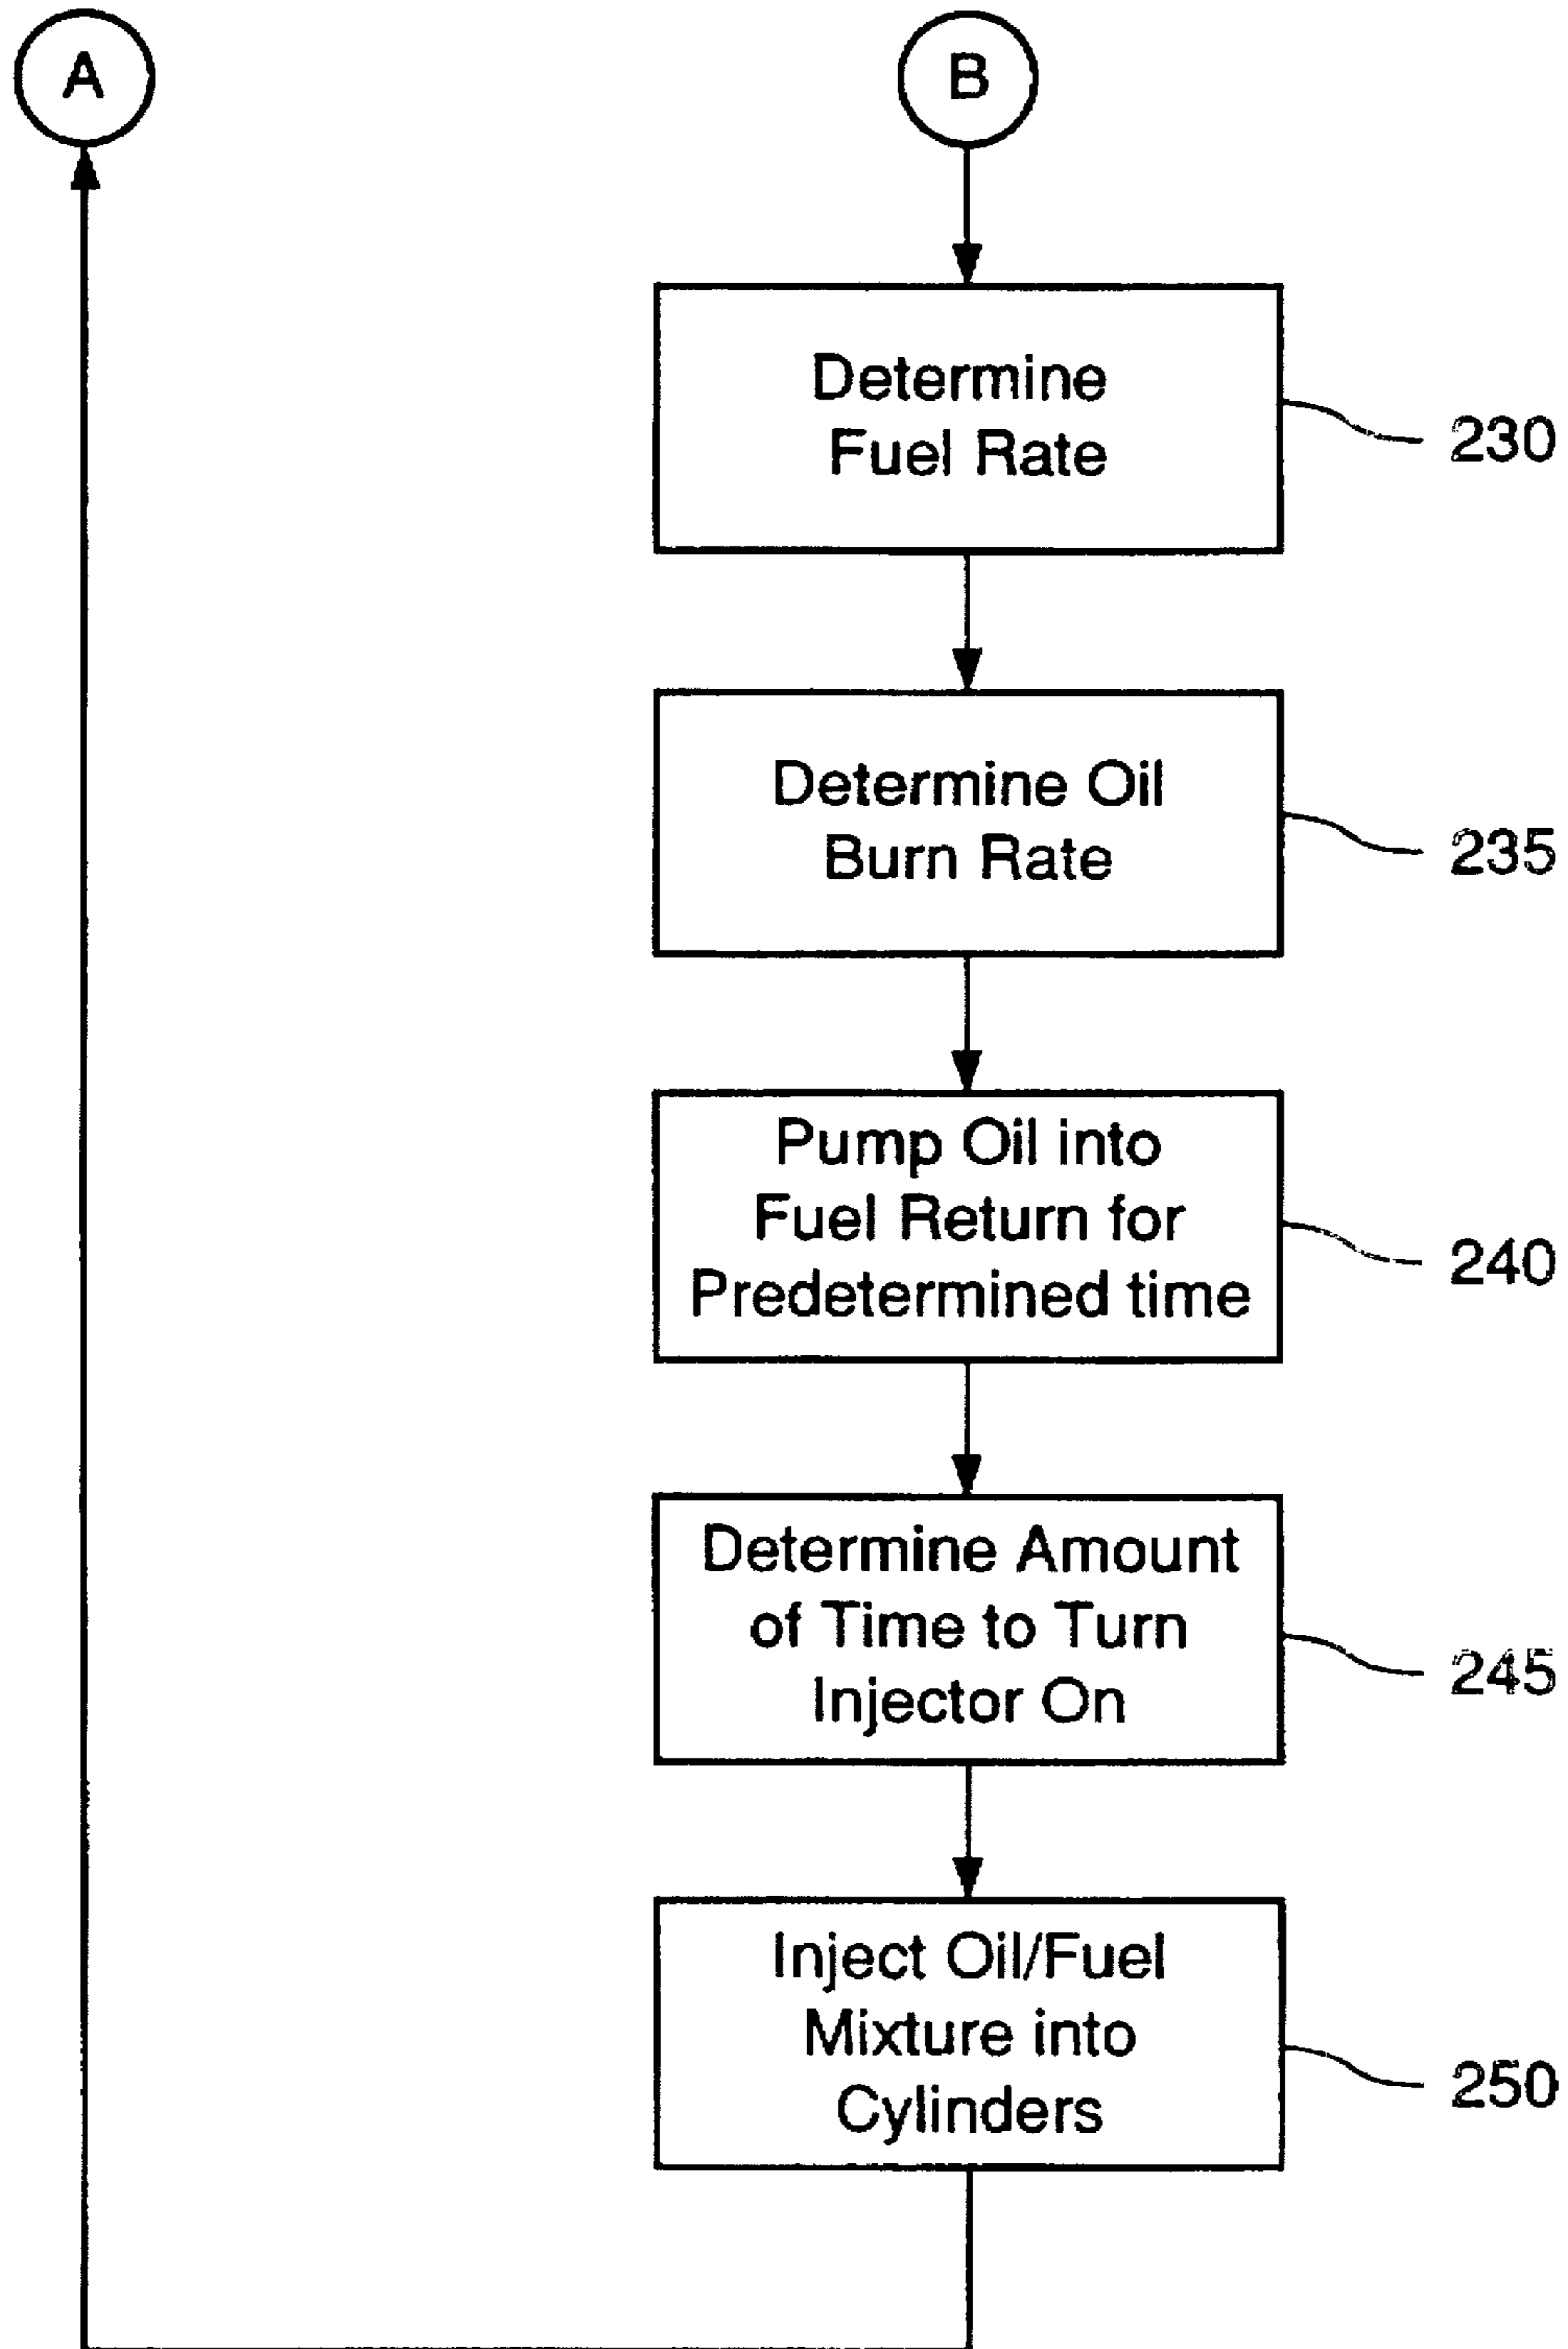 A
B
Determine
Fuel Rate
230
Determine Oil
Burn Rate
235
Pump Oil into
Fuel Return for
Predetermined time
240
Determine Amount
of Time to Turn
Injector On
245
Inject Oil/Fuel
Mixture into
Cylinders
250